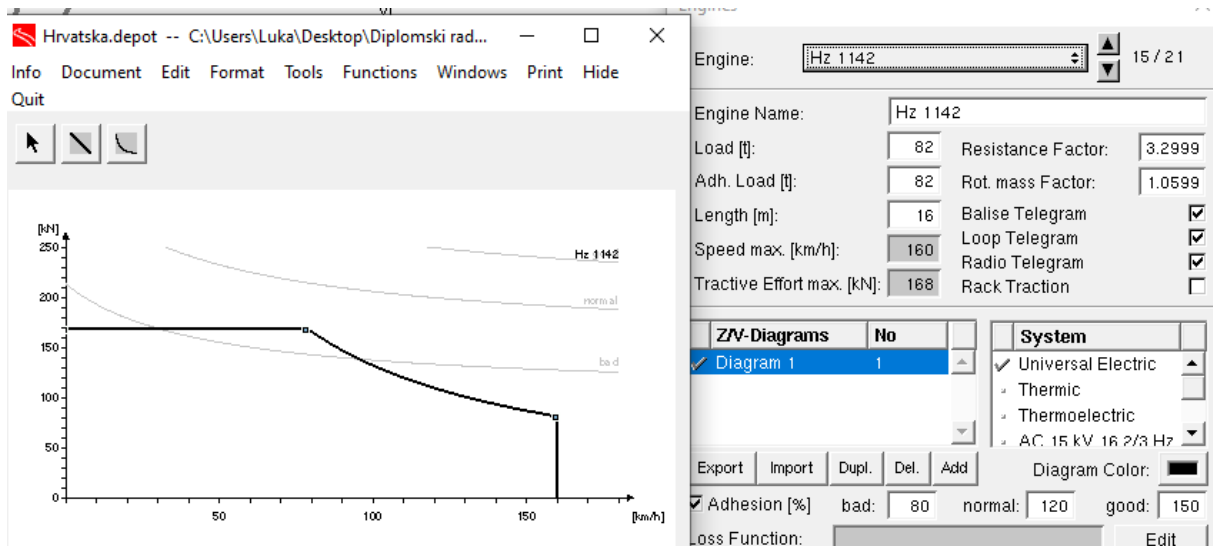 Hrvatska.depot -- C:\Users\Luka\Desktop\Diplomski rad...
Info Document Edit Format Tools Functions Windows Print Hide
Quit
[kN]
250
200
150
100
50
0
50 100 150 [km/h]
Hz 1142
normal
bad
Engines
Engine: Hz 1142 15 / 21
Engine Name: Hz 1142
Load [t]: 82 Resistance Factor: 3.2999
Adh. Load [t]: 82 Rot. mass Factor: 1.0599
Length [m]: 16 Balise Telegram
Loop Telegram
Speed max. [km/h]: 160
Radio Telegram
Tractive Effort max. [kN]: 168 Rack Traction
Z/V-Diagrams No
Diagram 1 1
System
Universal Electric
Thermic
Thermoelectric
AC 15 kV 16 2/3 Hz
Export Import Dupl. Del. Add Diagram Color:
Adhesion [%] bad: 80 normal: 120 good: 150
Loss Function: Edit